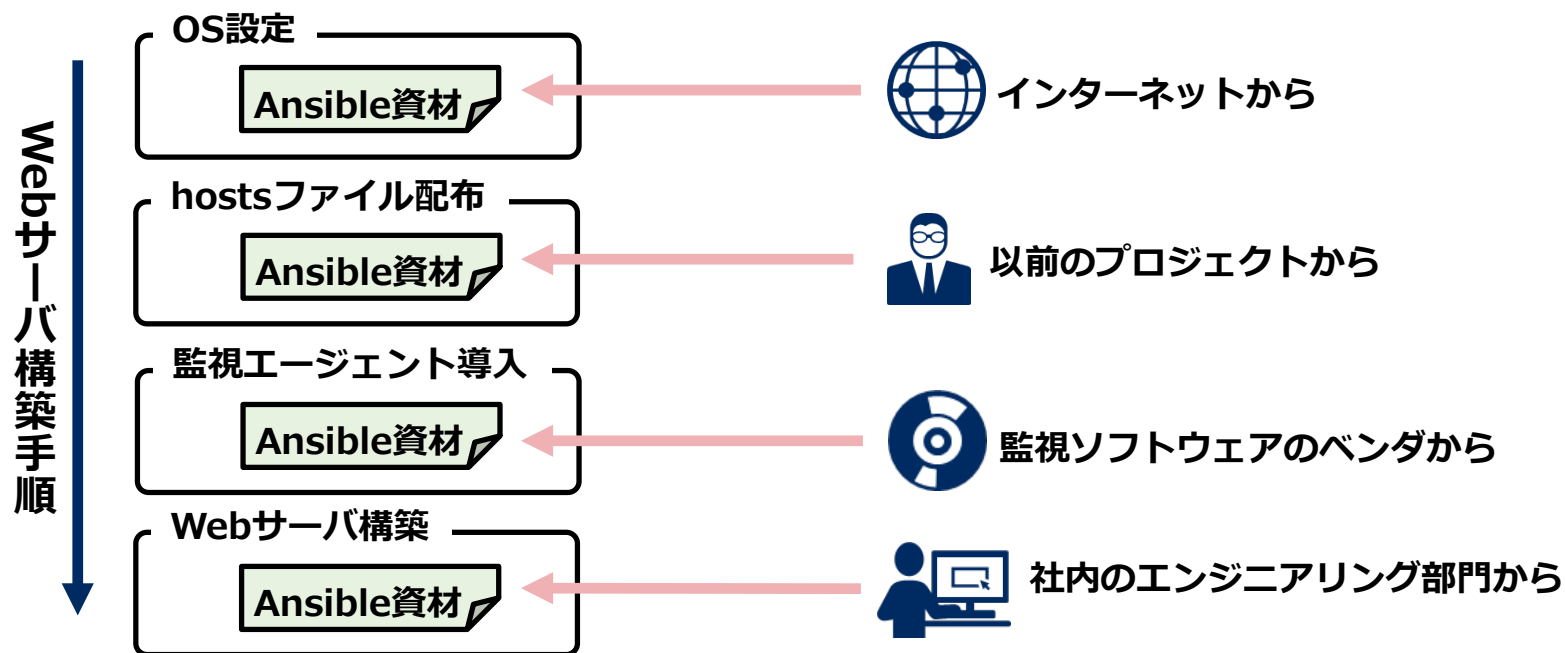 Webサーバ構築手順
OS設定
Ansible資材
インターネットから
hostsファイル配布
Ansible資材
以前のプロジェクトから
監視エージェント導入
Ansible資材
監視ソフトウェアのベンダから
Webサーバ構築
Ansible資材
社内のエンジニアリング部門から